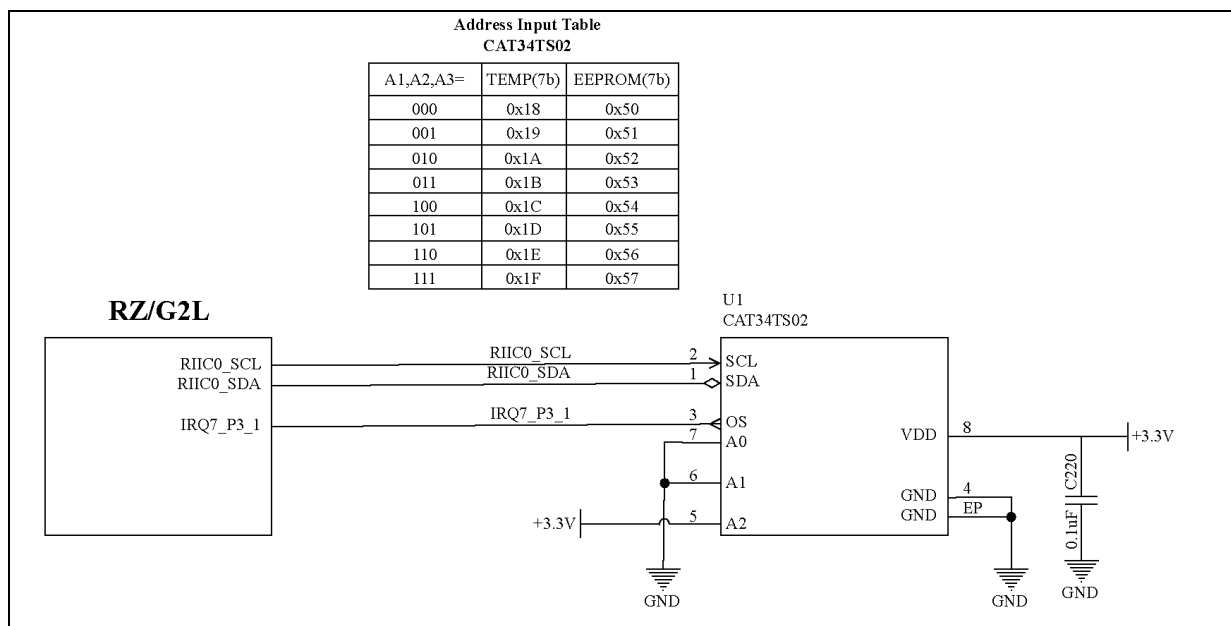 Address Input Table
CAT34TS02
A1,A2,A3= TEMP(7b) EEPROM(7b)
000 0x18 0x50
001 0x19 0x51
010 0x1A 0x52
011 0x1B 0x53
100 0x1C 0x54
101 0x1D 0x55
110 0x1E 0x56
111 0x1F 0x57
RZ/G2L
U1
CAT34TS02
RIIC0_SCL RIIC0_SCL 2 SCL
RIIC0_SDA RIIC0_SDA 1 SDA
IRQ7_P3_1 IRQ7_P3_1 3 OS
7 A0
VDD 8 +3.3V
6 A1
C220
0.1uF
GND 4
GND EP
+3.3V 5 A2
GND
GND
GND